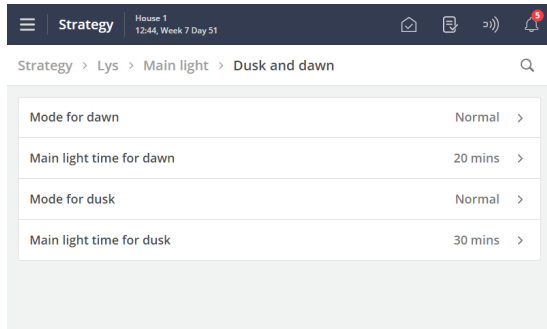 Strategy
House 1
12:44, Week 7 Day 51
5
Strategy > Lys > Main light > Dusk and dawn
Mode for dawn Normal >
Main light time for dawn 20 mins >
Mode for dusk Normal >
Main light time for dusk 30 mins >